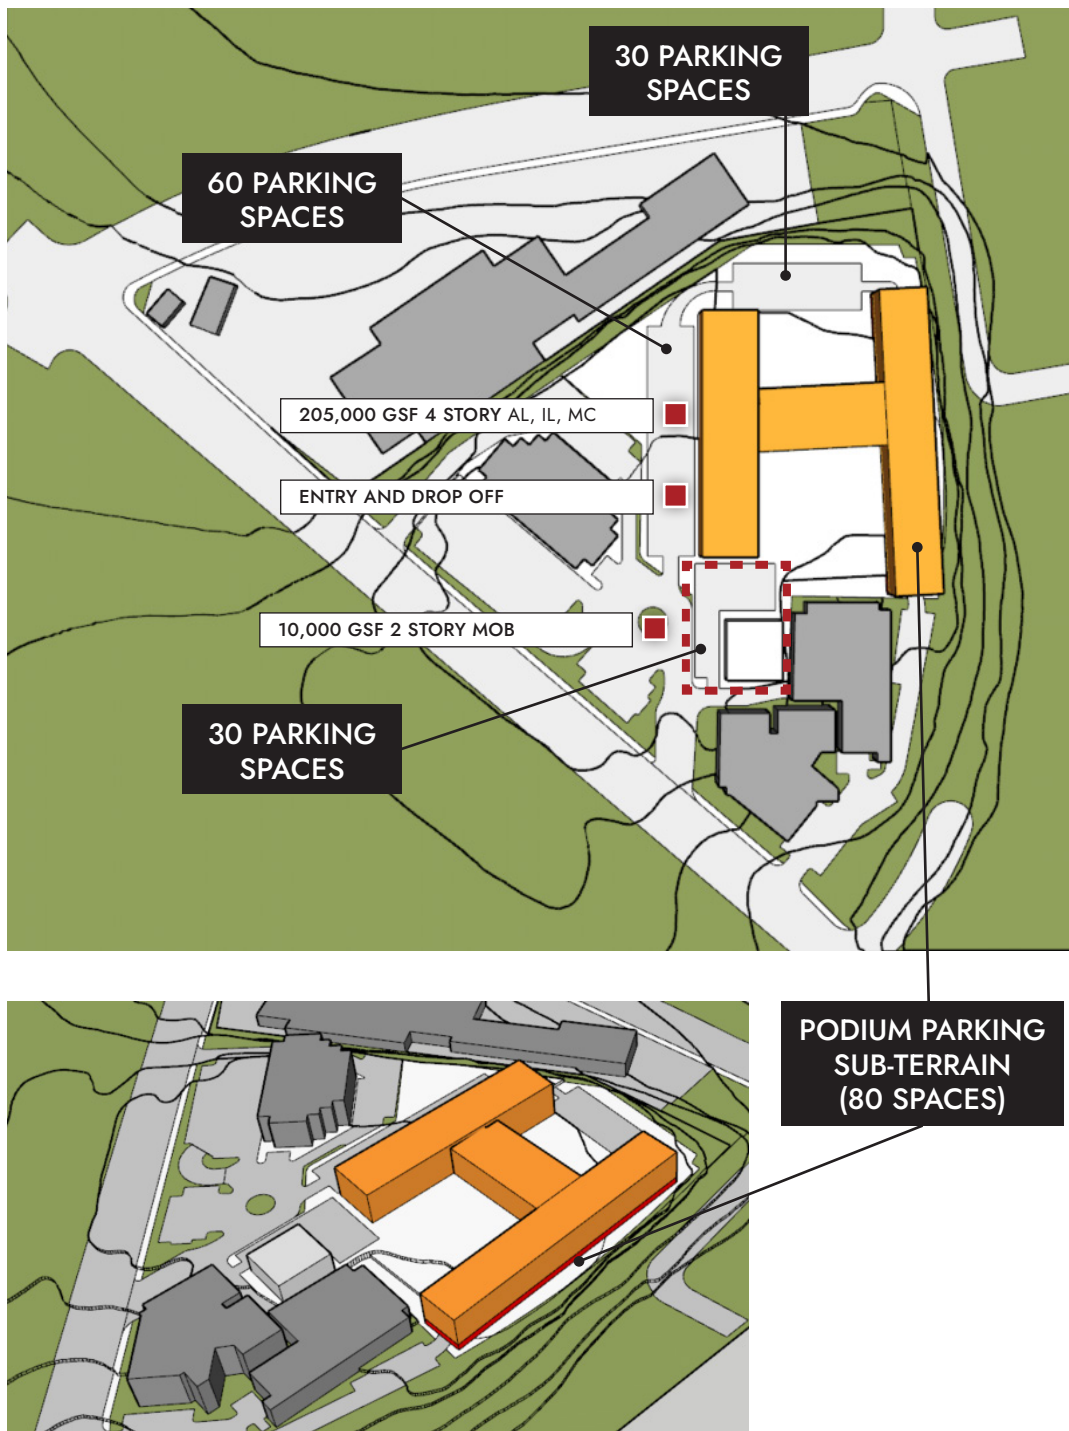 30 PARKING
SPACES
60 PARKING
SPACES
205,000 GSF 4 STORY AL, IL, MC
ENTRY AND DROP OFF
10,000 GSF 2 STORY MOB
30 PARKING
SPACES
PODIUM PARKING
SUB-TERRAIN
(80 SPACES)